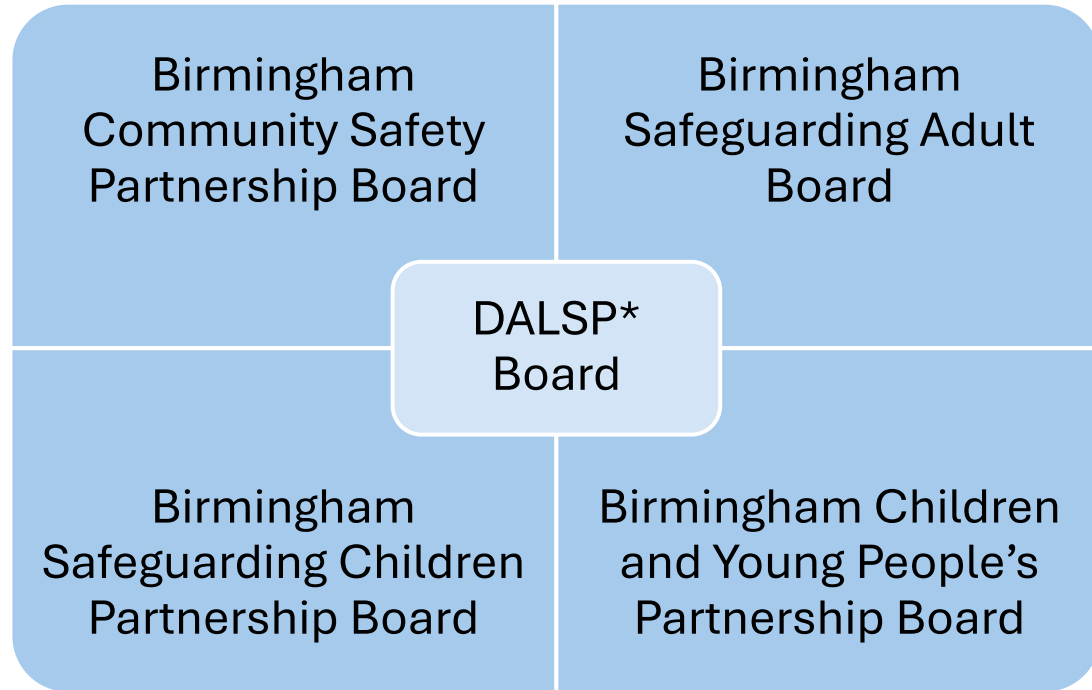 Birmingham
Community Safety
Partnership Board
Birmingham
Safeguarding Adult
Board
DALSP*
Board
Birmingham
Safeguarding Children
Partnership Board
Birmingham Children
and Young People’s
Partnership Board